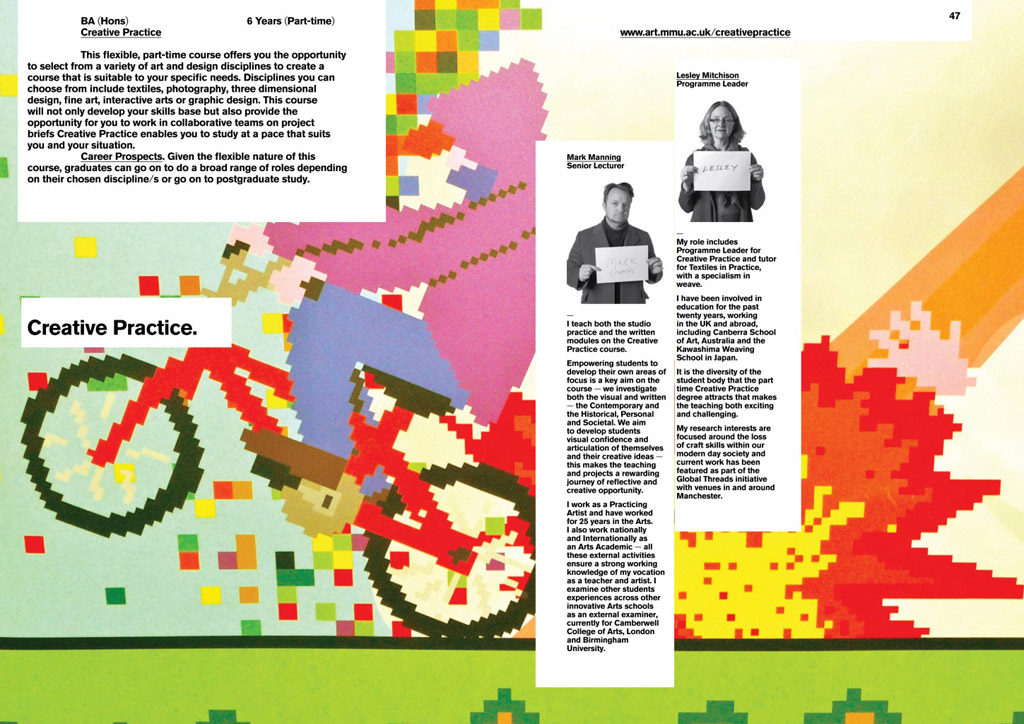 BA (Hons) 6 Years (Part-time)
Creative Practice
This flexible, part-time course offers you the opportunity
to select from a variety of art and design disciplines to create a
course that is suitable to your specific needs. Disciplines you can
choose from include textiles, photography, three dimensional
design, fine art, interactive arts or graphic design. This course
will not only develop your skills base but also provide the
opportunity for you to work in collaborative teams on project
briefs Creative Practice enables you to study at a pace that suits
you and your situation.
Career Prospects. Given the flexible nature of this
course, graduates can go on to do a broad range of roles depending
on their chosen discipline/s or go on to postgraduate study.
Creative Practice.
47
www.art.mmu.ac.uk/creativepractice
Mark Manning
Senior Lecturer
MARK
—
I teach both the studio
practice and the written
modules on the Creative
Practice course.
Empowering students to
develop their own areas of
focus is a key aim on the
course — we investigate
both the visual and written
— the Contemporary and
the Historical, Personal
and Societal. We aim
to develop students
visual confidence and
articulation of themselves
and their creative ideas —
this makes the teaching
and projects a rewarding
journey of reflective and
creative opportunity.
I work as a Practicing
Artist and have worked
for 25 years in the Arts.
I also work nationally
and Internationally as
an Arts Academic — all
these external activities
ensure a strong working
knowledge of my vocation
as a teacher and artist. I
examine other students
experiences across other
innovative Arts schools
as an external examiner,
currently for Camberwell
College of Arts, London
and Birmingham
University.
Lesley Mitchison
Programme Leader
LESLEY
—
My role includes
Programme Leader for
Creative Practice and tutor
for Textiles in Practice,
with a specialism in
weave.
I have been involved in
education for the past
twenty years, working
in the UK and abroad,
including Canberra School
of Art, Australia and the
Kawashima Weaving
School in Japan.
It is the diversity of the
student body that the part
time Creative Practice
degree attracts that makes
the teaching both exciting
and challenging.
My research interests are
focused around the loss
of craft skills within our
modern day society and
current work has been
featured as part of the
Global Threads initiative
with venues in and around
Manchester.